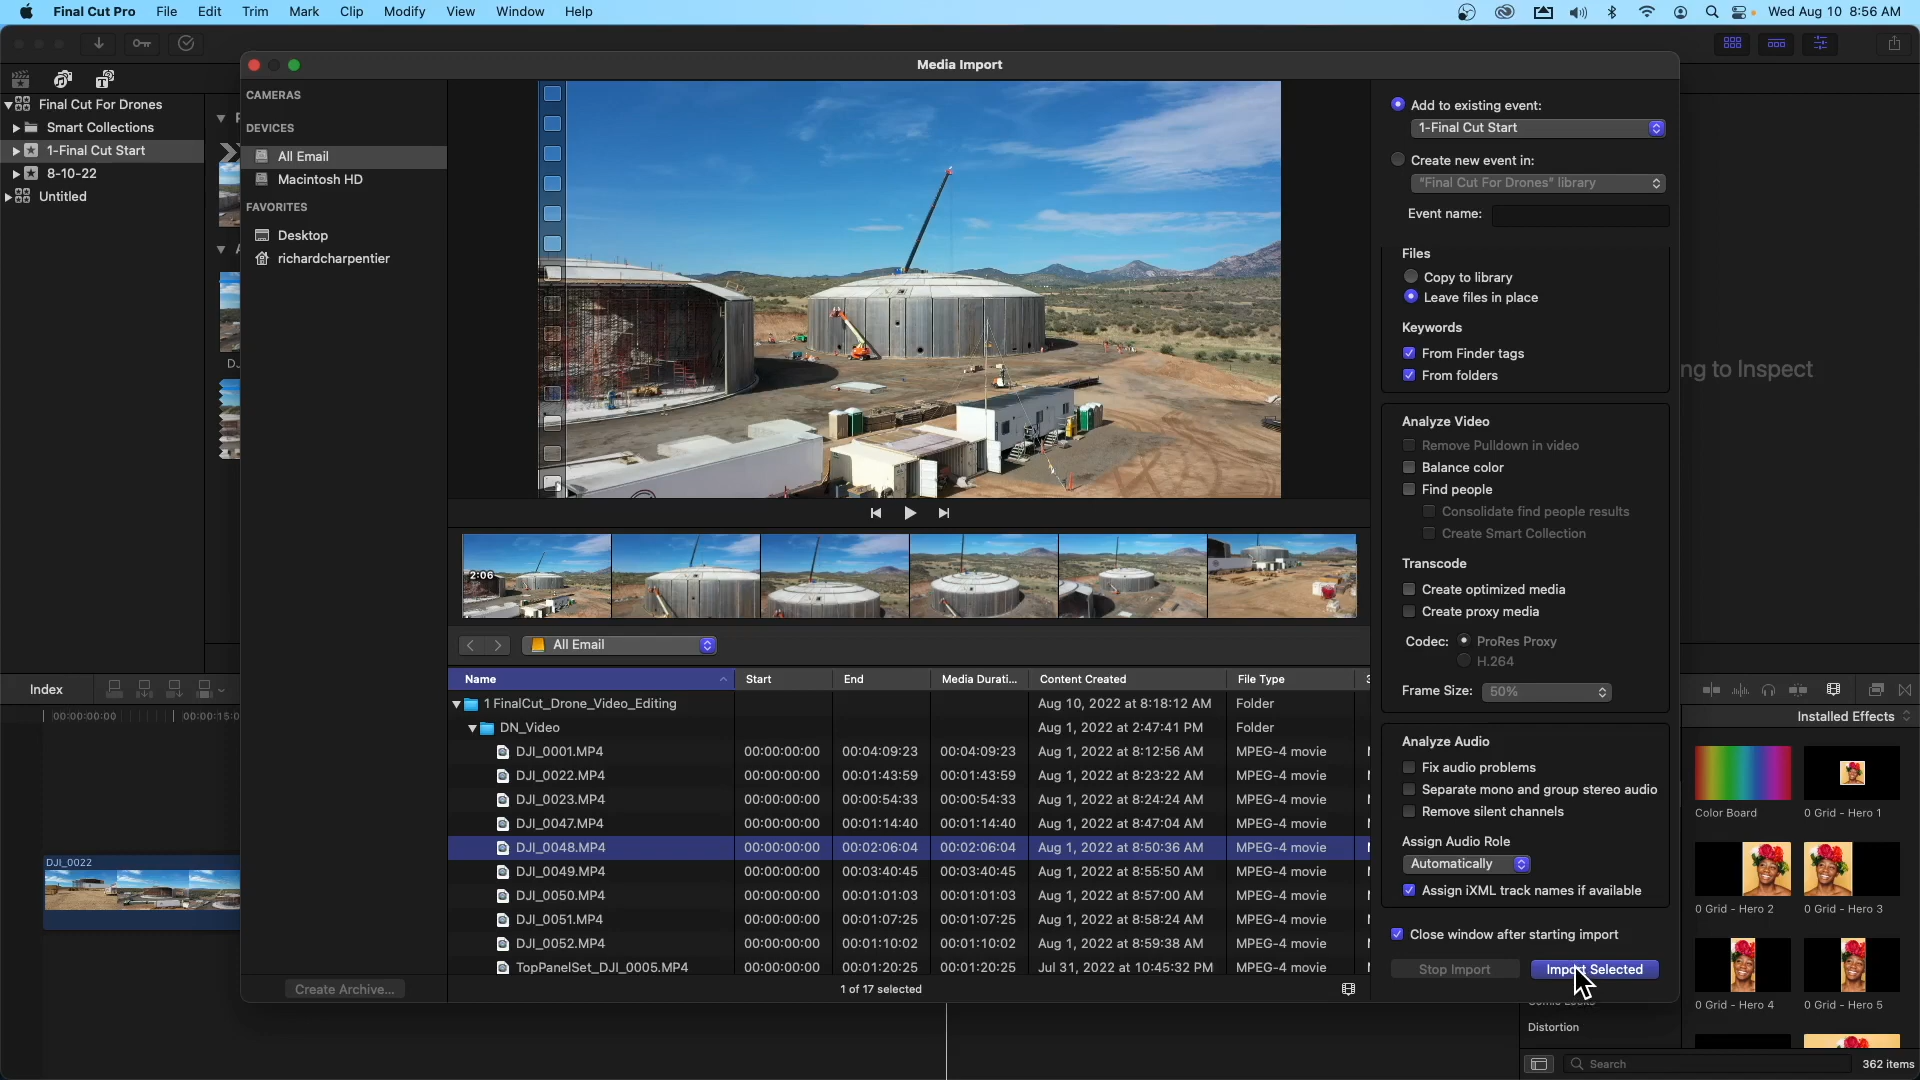 Final Cut Pro File Edit Trim Mark Clip Modify View Window Help Wed Aug 10 8:56 AM
Media Import
Final Cut For Drones
Smart Collections
1-Final Cut Start
8-10-22
Untitled
CAMERAS
DEVICES
All Email
Macintosh HD
FAVORITES
Desktop
richardcharpentier
Create Archive...
2:06
All Email
Name Start End Media Durati... Content Created File Type
1 FinalCut_Drone_Video_Editing Aug 10, 2022 at 8:18:12 AM Folder
DN_Video Aug 1, 2022 at 2:47:41 PM Folder
DJI_0001.MP4 00:00:00:00 00:04:09:23 00:04:09:23 Aug 1, 2022 at 8:12:56 AM MPEG-4 movie
DJI_0022.MP4 00:00:00:00 00:01:43:59 00:01:43:59 Aug 1, 2022 at 8:23:22 AM MPEG-4 movie
DJI_0023.MP4 00:00:00:00 00:00:54:33 00:00:54:33 Aug 1, 2022 at 8:24:24 AM MPEG-4 movie
DJI_0047.MP4 00:00:00:00 00:01:14:40 00:01:14:40 Aug 1, 2022 at 8:47:04 AM MPEG-4 movie
DJI_0048.MP4 00:00:00:00 00:02:06:04 00:02:06:04 Aug 1, 2022 at 8:50:36 AM MPEG-4 movie
DJI_0049.MP4 00:00:00:00 00:03:40:45 00:03:40:45 Aug 1, 2022 at 8:55:50 AM MPEG-4 movie
DJI_0050.MP4 00:00:00:00 00:01:01:03 00:01:01:03 Aug 1, 2022 at 8:57:00 AM MPEG-4 movie
DJI_0051.MP4 00:00:00:00 00:01:07:25 00:01:07:25 Aug 1, 2022 at 8:58:24 AM MPEG-4 movie
DJI_0052.MP4 00:00:00:00 00:01:10:02 00:01:10:02 Aug 1, 2022 at 8:59:38 AM MPEG-4 movie
TopPanelSet_DJI_0005.MP4 00:00:00:00 00:01:20:25 00:01:20:25 Jul 31, 2022 at 10:45:32 PM MPEG-4 movie
1 of 17 selected
Add to existing event:
1-Final Cut Start
Create new event in:
"Final Cut For Drones" library
Event name:
Files
Copy to library
Leave files in place
Keywords
From Finder tags
From folders
Analyze Video
Remove Pulldown in video
Balance color
Find people
Consolidate find people results
Create Smart Collection
Transcode
Create optimized media
Create proxy media
Codec: ProRes Proxy
H.264
Frame Size: 50%
Analyze Audio
Fix audio problems
Separate mono and group stereo audio
Remove silent channels
Assign Audio Role
Automatically
Assign iXML track names if available
Close window after starting import
Stop Import Import Selected
ng to Inspect
Index
00:00:00:00 00:00:15:0
DJI_0022
Installed Effects
Color Board 0 Grid - Hero 1
0 Grid - Hero 2 0 Grid - Hero 3
0 Grid - Hero 4 0 Grid - Hero 5
Distortion
Search 362 items